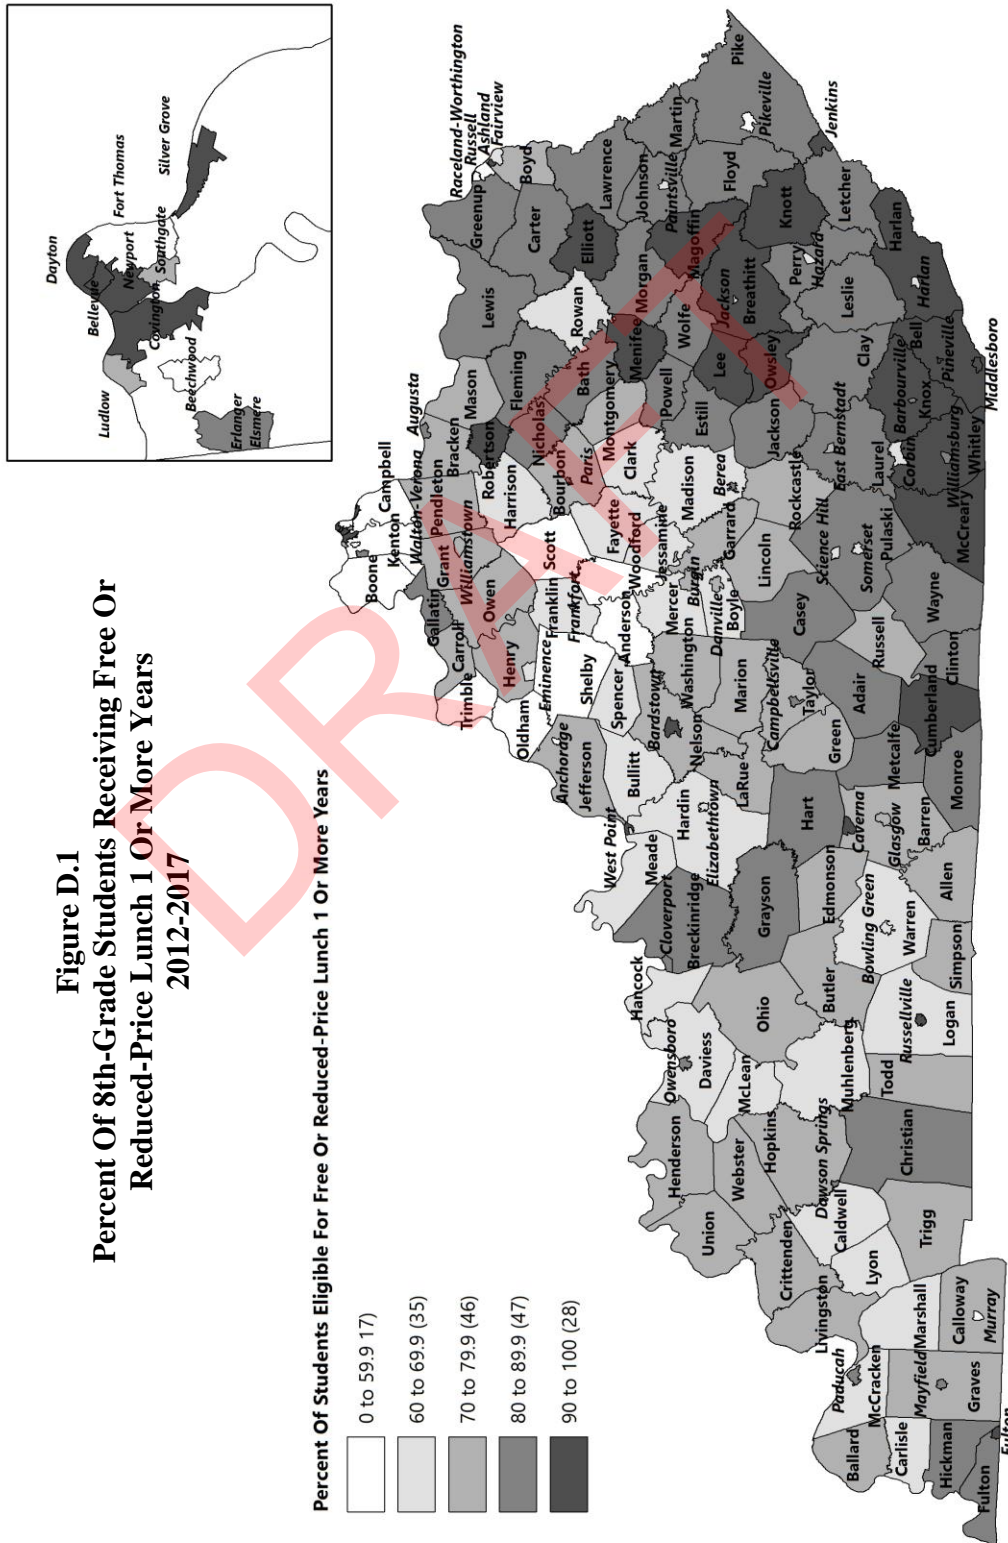 Figure D.1
Percent Of 8th-Grade Students Receiving Free Or
Reduced-Price Lunch 1 Or More Years
2012-2017
Percent Of Students Eligible For Free Or Reduced-Price Lunch 1 Or More Years
0 to 59.9 17)
60 to 69.9 (35)
70 to 79.9 (46)
80 to 89.9 (47)
90 to 100 (28)
DRAFT
Dayton
Fort Thomas
Silver Grove
Bellevue
Newport
Southgate
Covington
Ludlow
Beechwood
Erlanger
Elsmere
Raceland-Worthington
Russell
Ashland
Fairview
Boyd
Greenup
Carter
Lawrence
Lewis
Elliott
Rowan
Johnson
Martin
Paintsville
Pike
Pikeville
Floyd
Magoffin
Morgan
Menifee
Wolfe
Jackson
Breathitt
Knott
Jenkins
Letcher
Perry
Hazard
Leslie
Harlan
Harlan
Bell
Pineville
Middlesboro
Barbourville
Knox
Clay
Owsley
Lee
Powell
Estill
Jackson
East Bernstadt
Laurel
Corbin
Williamsburg
Whitley
McCreary
Mason
Fleming
Bath
Montgomery
Nicholas
Robertson
Augusta
Bracken
Campbell
Kenton
Boone
Walton-Verona
Pendleton
Grant
Williamstown
Gallatin
Carroll
Owen
Harrison
Bourbon
Paris
Clark
Scott
Fayette
Madison
Berea
Woodford
Jessamine
Garrard
Rockcastle
Franklin
Frankfort
Anderson
Mercer
Burgin
Danville
Boyle
Lincoln
Science Hill
Somerset
Pulaski
Trimble
Henry
Eminence
Oldham
Shelby
Spencer
Bardstown
Washington
Nelson
Marion
Campbellsville
Taylor
Casey
Russell
Wayne
Clinton
Adair
Green
Cumberland
Metcalfe
Monroe
Anchorage
Jefferson
Bullitt
West Point
Meade
Hardin
Elizabethtown
LaRue
Hart
Caverna
Glasgow
Barren
Allen
Cloverport
Breckinridge
Grayson
Edmonson
Bowling Green
Warren
Simpson
Hancock
Owensboro
Daviess
Ohio
Butler
McLean
Muhlenberg
Russellville
Logan
Todd
Henderson
Webster
Hopkins
Dawson Springs
Christian
Union
Crittenden
Caldwell
Lyon
Trigg
Livingston
Marshall
Calloway
Murray
Paducah
McCracken
Mayfield
Graves
Ballard
Carlisle
Hickman
Fulton
Fulton